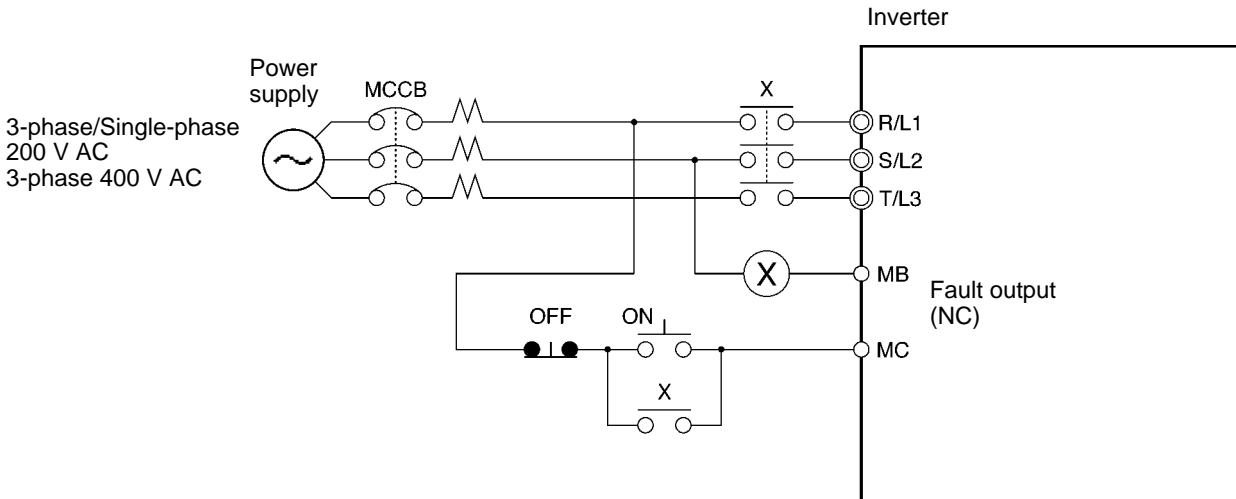 Inverter
Power
supply
MCCB
X
3-phase/Single-phase
200 V AC
3-phase 400 V AC
R/L1
S/L2
T/L3
X
MB
Fault output
(NC)
OFF
ON
MC
X